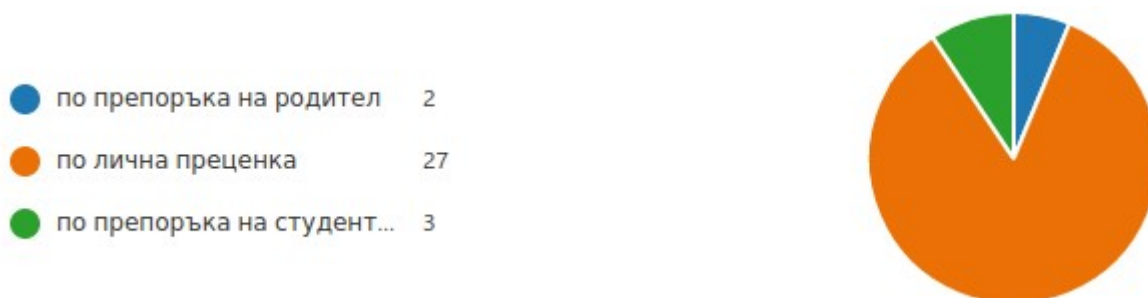 по препоръка на родител 2
по лична преценка 27
по препоръка на студент... 3